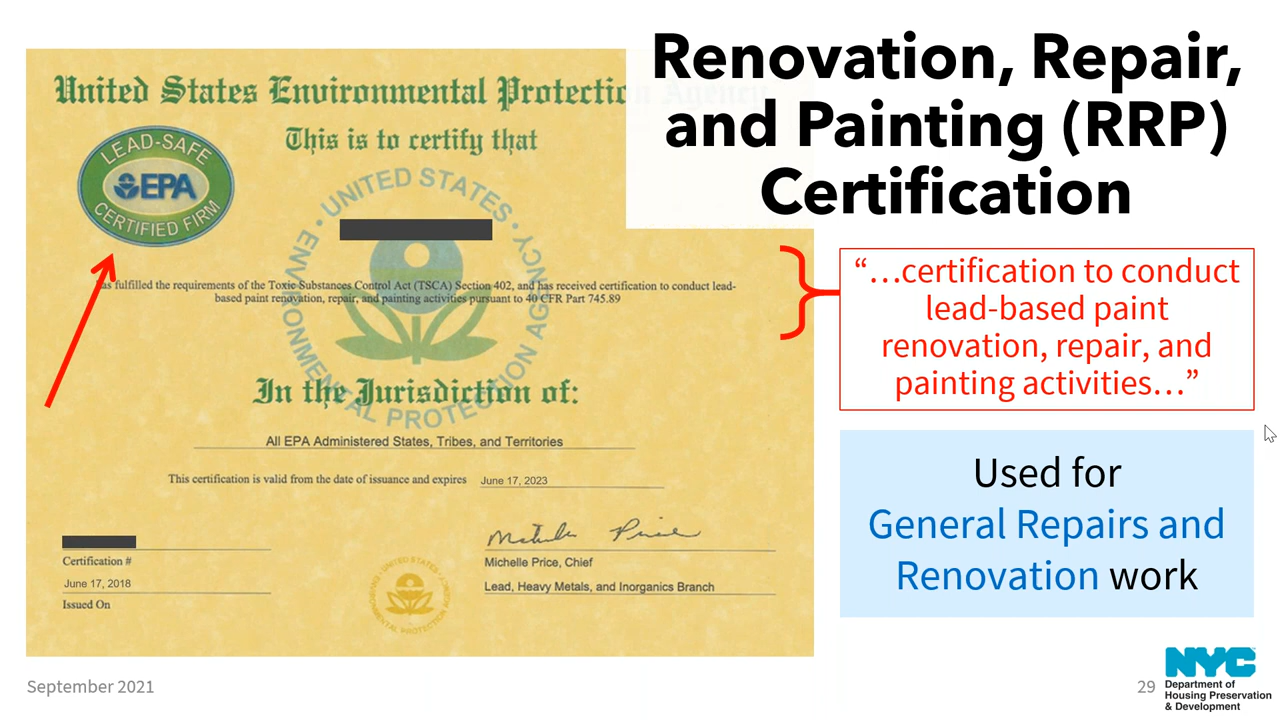 Renovation, Repair,
and Painting (RRP)
Certification
United States Environmental Protection Agency
This is to certify that
LEAD-SAFE
EPA
CERTIFIED FIRM
UNITED STATES
ENVIRONMENTAL PROTECTION AGENCY
has fulfilled the requirements of the Toxic Substances Control Act (TSCA) Section 402, and has received certification to conduct lead-
based paint renovation, repair, and painting activities pursuant to 40 CFR Part 745.89
In the Jurisdiction of:
All EPA Administered States, Tribes, and Territories
This certification is valid from the date of issuance and expires June 17, 2023
Certification #
June 17, 2018
Issued On
Michelle Price
Michelle Price, Chief
Lead, Heavy Metals, and Inorganics Branch
“…certification to conduct
lead-based paint
renovation, repair, and
painting activities…”
Used for
General Repairs and
Renovation work
September 2021
29
NYC
Department of
Housing Preservation
& Development